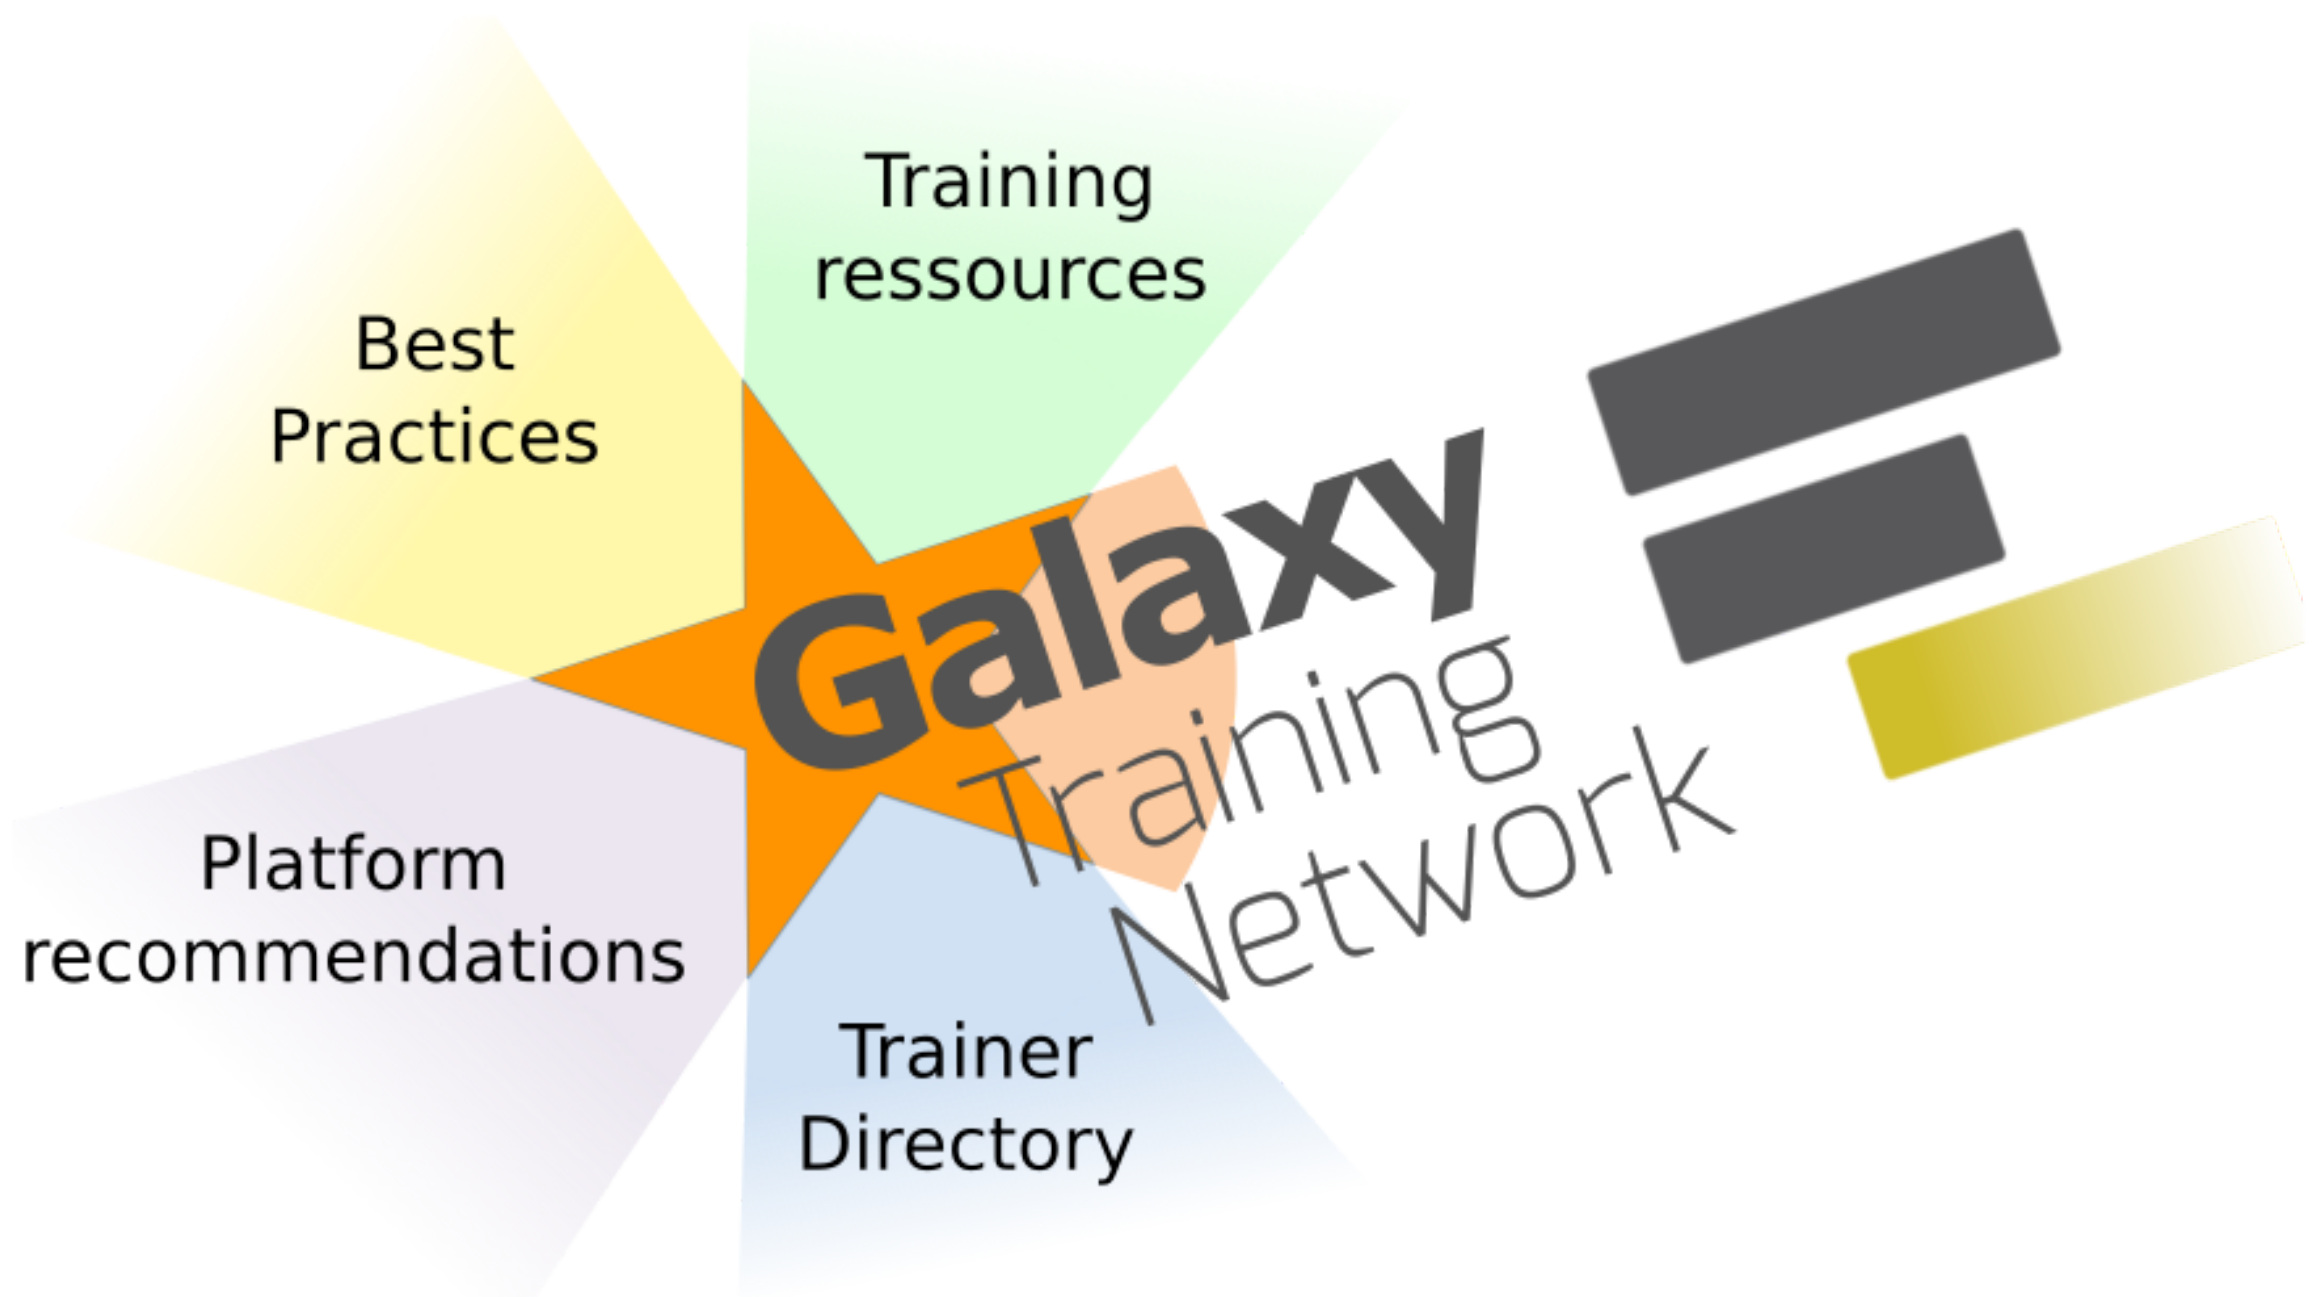 Training
ressources
Best
Practices
Galaxy
Training
Network
Platform
recommendations
Trainer
Directory